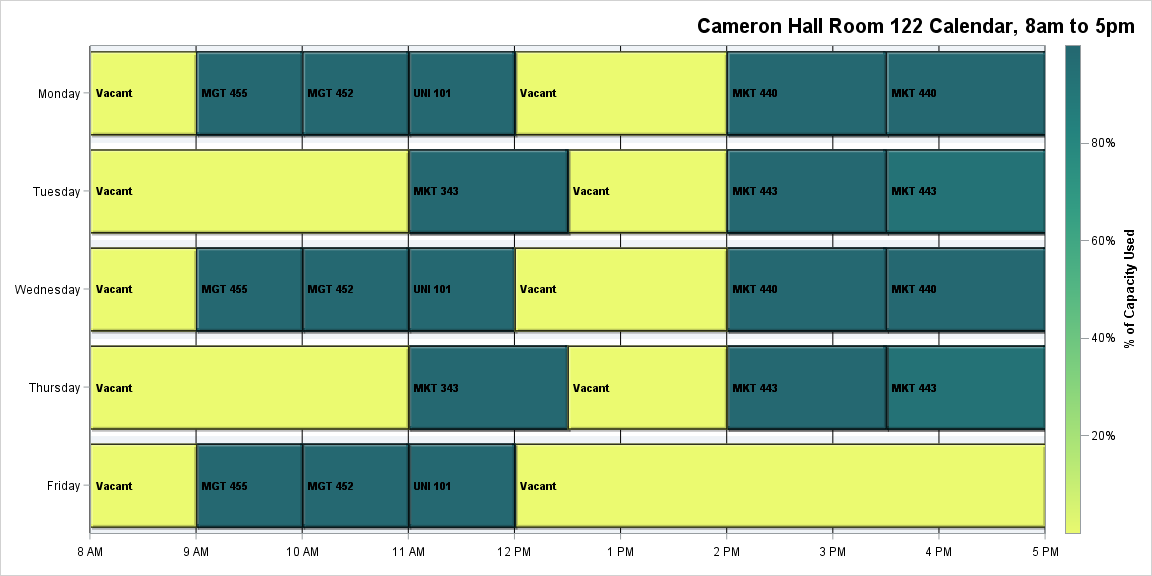 Cameron Hall Room 122 Calendar, 8am to 5pm
Monday
Vacant
MGT 455
MGT 452
UNI 101
Vacant
MKT 440
MKT 440
Tuesday
Vacant
MKT 343
Vacant
MKT 443
MKT 443
Wednesday
Vacant
MGT 455
MGT 452
UNI 101
Vacant
MKT 440
MKT 440
Thursday
Vacant
MKT 343
Vacant
MKT 443
MKT 443
Friday
Vacant
MGT 455
MGT 452
UNI 101
Vacant
8 AM
9 AM
10 AM
11 AM
12 PM
1 PM
2 PM
3 PM
4 PM
5 PM
80%
60%
40%
20%
% of Capacity Used